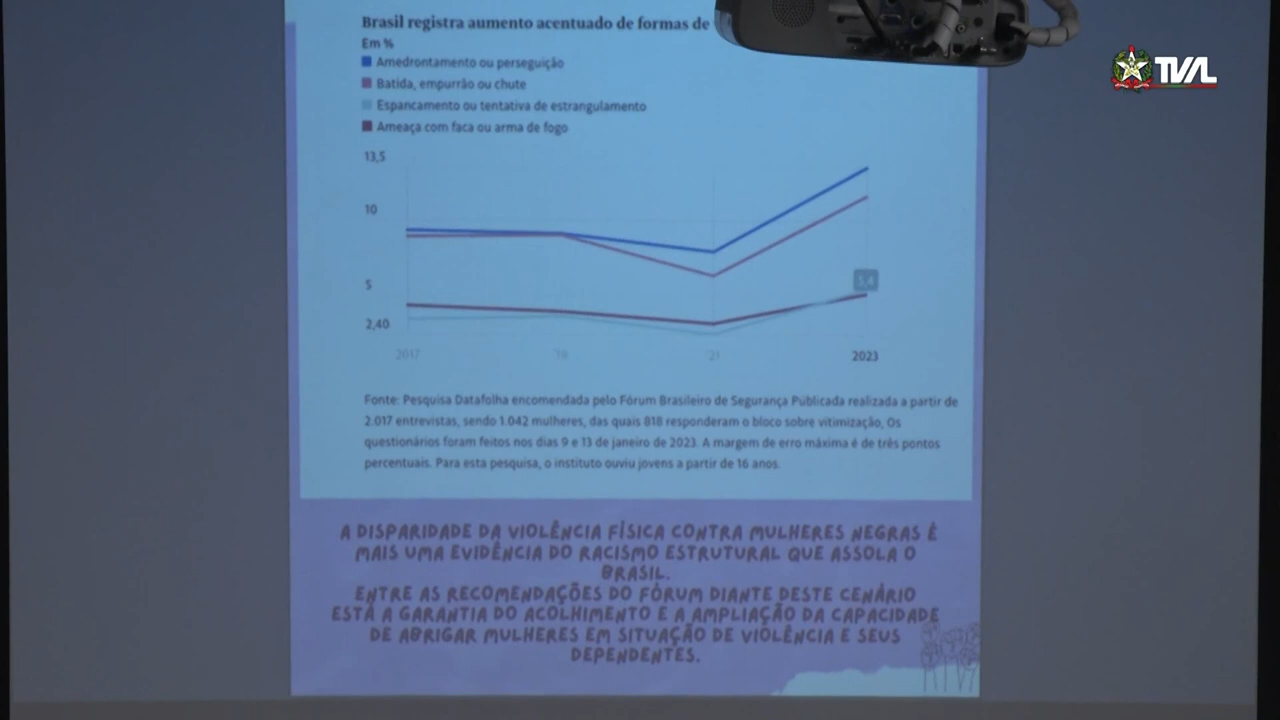 Brasil registra aumento acentuado de formas de
Em %
Amedrontamento ou perseguição
Batida, empurrão ou chute
Espancamento ou tentativa de estrangulamento
Ameaça com faca ou arma de fogo
13,5
10
5
5,4
2,40
2017 '19 '21 2023
Fonte: Pesquisa Datafolha encomendada pelo Fórum Brasileiro de Segurança Públicada realizada a partir de
2.017 entrevistas, sendo 1.042 mulheres, das quais 818 responderam o bloco sobre vitimização, Os
questionários foram feitos nos dias 9 e 13 de janeiro de 2023. A margem de erro máxima é de três pontos
percentuais. Para esta pesquisa, o instituto ouviu jovens a partir de 16 anos.
A DISPARIDADE DA VIOLÊNCIA FÍSICA CONTRA MULHERES NEGRAS É
MAIS UMA EVIDÊNCIA DO RACISMO ESTRUTURAL QUE ASSOLA O
BRASIL.
ENTRE AS RECOMENDAÇÕES DO FÓRUM DIANTE DESTE CENÁRIO
ESTÁ A GARANTIA DO ACOLHIMENTO E A AMPLIAÇÃO DA CAPACIDADE
DE ABRIGAR MULHERES EM SITUAÇÃO DE VIOLÊNCIA E SEUS
DEPENDENTES.
TVAL